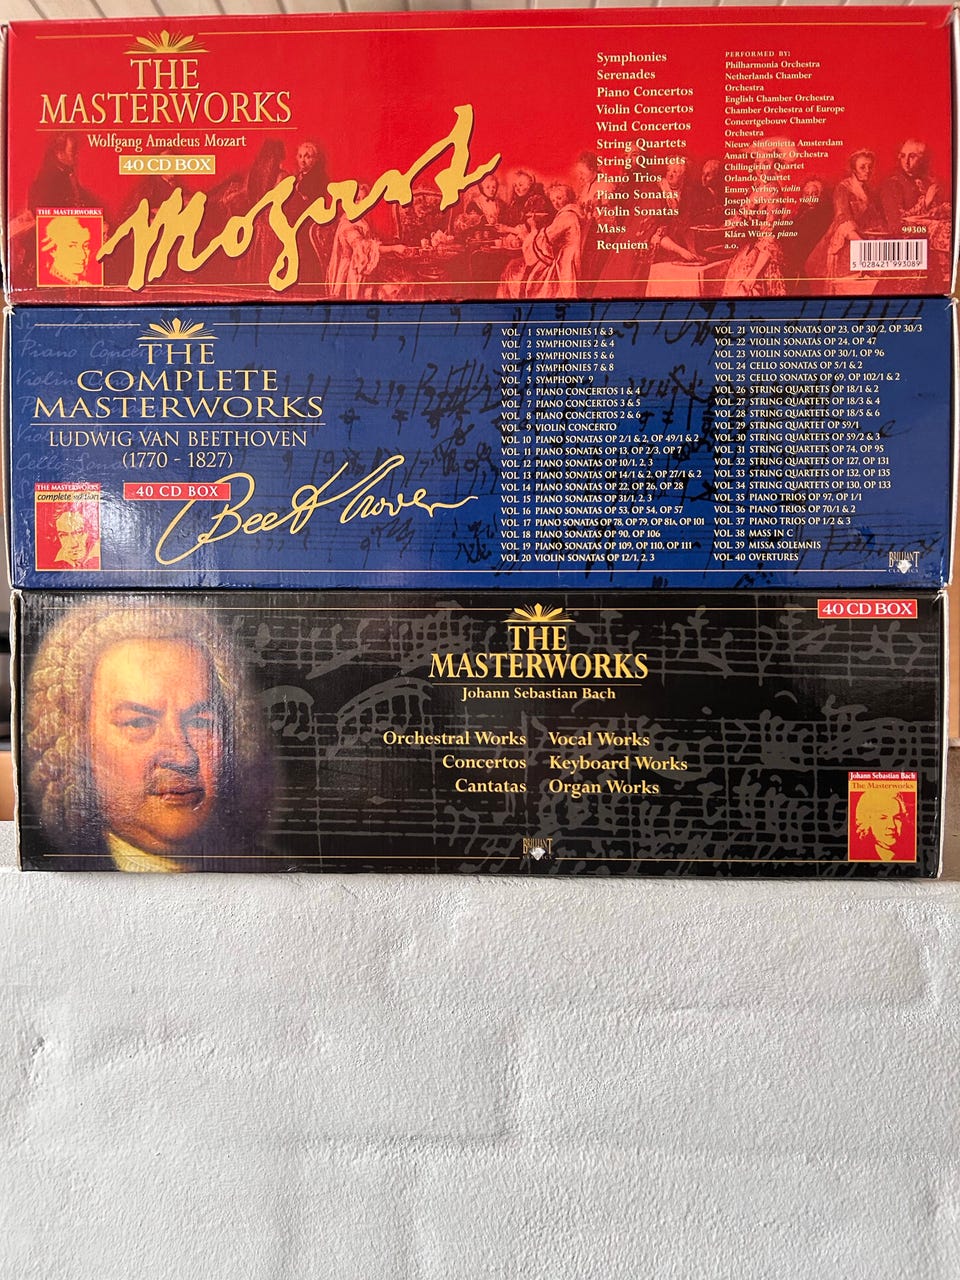 THE
MASTERWORKS
Wolfgang Amadeus Mozart
40 CD BOX
THE MASTERWORKS
Mozart
Symphonies
Serenades
Piano Concertos
Violin Concertos
Wind Concertos
String Quartets
String Quintets
Piano Trios
Piano Sonatas
Violin Sonatas
Mass
Requiem
PERFORMED BY:
Philharmonia Orchestra
Netherlands Chamber
Orchestra
English Chamber Orchestra
Chamber Orchestra of Europe
Concertgebouw Chamber
Orchestra
Nieuw Sinfonietta Amsterdam
Amati Chamber Orchestra
Chilingirian Quartet
Orlando Quartet
Emmy Verhey, violin
Joseph Silverstein, violin
Gil Sharon, violin
Derek Han, piano
Klára Würtz, piano
a.o.
99308
5 028421 993089
Symphonies
Piano Concertos
THE
COMPLETE
MASTERWORKS
LUDWIG VAN BEETHOVEN
(1770 - 1827)
40 CD BOX
THE MASTERWORKS
complete edition
Beethoven
VOL. 1 SYMPHONIES 1 & 3
VOL. 2 SYMPHONIES 2 & 4
VOL. 3 SYMPHONIES 5 & 6
VOL. 4 SYMPHONIES 7 & 8
VOL. 5 SYMPHONY 9
VOL. 6 PIANO CONCERTOS 1 & 4
VOL. 7 PIANO CONCERTOS 3 & 5
VOL. 8 PIANO CONCERTOS 2 & 6
VOL. 9 VIOLIN CONCERTO
VOL. 10 PIANO SONATAS OP 2/1 & 2, OP 49/1 & 2
VOL. 11 PIANO SONATAS OP 13, OP 2/3, OP 7
VOL. 12 PIANO SONATAS OP 10/1, 2, 3
VOL. 13 PIANO SONATAS OP 14/1 & 2, OP 27/1 & 2
VOL. 14 PIANO SONATAS OP 22, OP 26, OP 28
VOL. 15 PIANO SONATAS OP 31/1, 2, 3
VOL. 16 PIANO SONATAS OP 53, OP 54, OP 57
VOL. 17 PIANO SONATAS OP 78, OP 79, OP 81a, OP 101
VOL. 18 PIANO SONATAS OP 90, OP 106
VOL. 19 PIANO SONATAS OP 109, OP 110, OP 111
VOL. 20 VIOLIN SONATAS OP 12/1, 2, 3
VOL. 21 VIOLIN SONATAS OP 23, OP 30/2, OP 30/3
VOL. 22 VIOLIN SONATAS OP 24, OP 47
VOL. 23 VIOLIN SONATAS OP 30/1, OP 96
VOL. 24 CELLO SONATAS OP 5/1 & 2
VOL. 25 CELLO SONATAS OP 69, OP 102/1 & 2
VOL. 26 STRING QUARTETS OP 18/1 & 2
VOL. 27 STRING QUARTETS OP 18/3 & 4
VOL. 28 STRING QUARTETS OP 18/5 & 6
VOL. 29 STRING QUARTET OP 59/1
VOL. 30 STRING QUARTETS OP 59/2 & 3
VOL. 31 STRING QUARTETS OP 74, OP 95
VOL. 32 STRING QUARTETS OP 127, OP 131
VOL. 33 STRING QUARTETS OP 132, OP 135
VOL. 34 STRING QUARTETS OP 130, OP 133
VOL. 35 PIANO TRIOS OP 97, OP 1/1
VOL. 36 PIANO TRIOS OP 70/1 & 2
VOL. 37 PIANO TRIOS OP 1/2 & 3
VOL. 38 MASS IN C
VOL. 39 MISSA SOLEMNIS
VOL. 40 OVERTURES
BRILLIANT
CLASSICS
40 CD BOX
THE
MASTERWORKS
Johann Sebastian Bach
Orchestral Works Vocal Works
Concertos Keyboard Works
Cantatas Organ Works
Johann Sebastian Bach
The Masterworks
BRILLIANT
CLASSICS